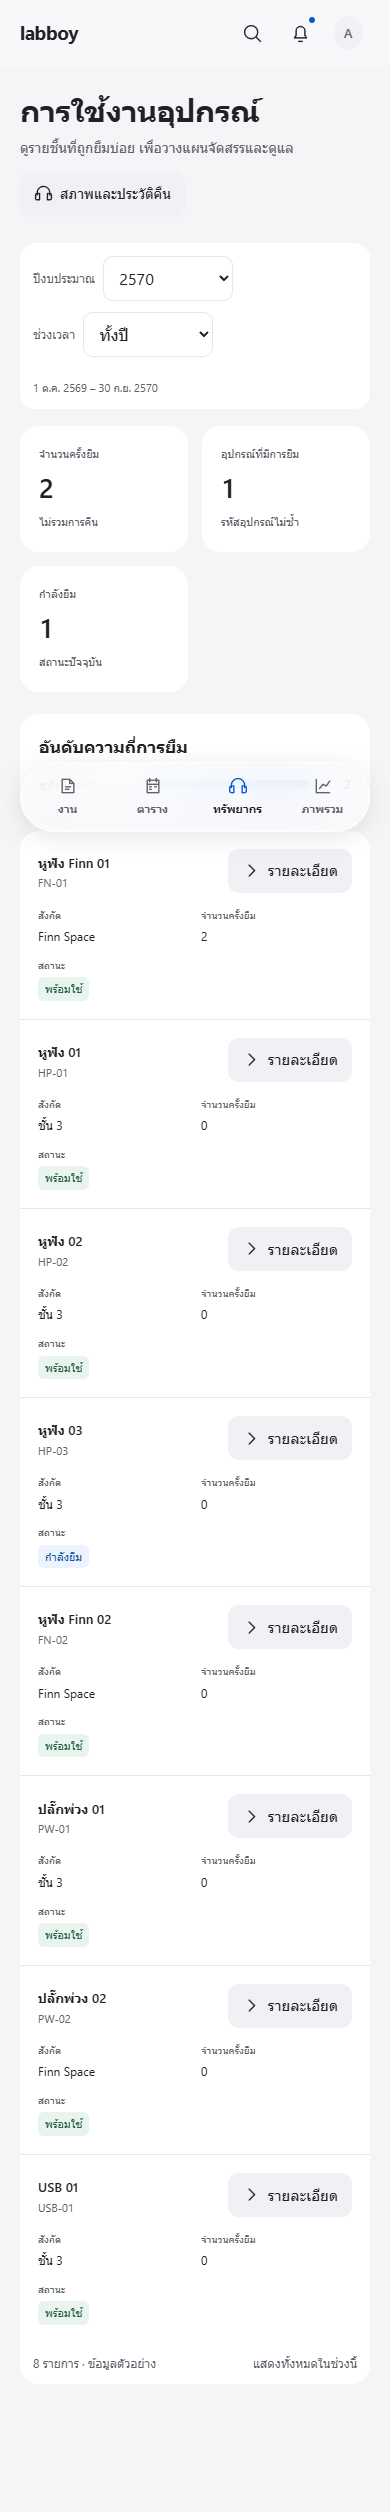 labboy
A
การใช้งานอุปกรณ์
ดูรายชิ้นที่ถูกยืมบ่อย เพื่อวางแผนจัดสรรและดูแล
สภาพและประวัติคืน
ปีงบประมาณ 2570
ช่วงเวลา ทั้งปี
1 ต.ค. 2569 – 30 ก.ย. 2570
จำนวนครั้งยืม
2
ไม่รวมการคืน
อุปกรณ์ที่มีการยืม
1
รหัสอุปกรณ์ไม่ซ้ำ
กำลังยืม
1
สถานะปัจจุบัน
อันดับความถี่การยืม
งาน ตาราง ทรัพยากร ภาพรวม
หูฟัง Finn 01 รายละเอียด
FN-01
สังกัด จำนวนครั้งยืม
Finn Space 2
สถานะ
พร้อมใช้
หูฟัง 01 รายละเอียด
HP-01
สังกัด จำนวนครั้งยืม
ชั้น 3 0
สถานะ
พร้อมใช้
หูฟัง 02 รายละเอียด
HP-02
สังกัด จำนวนครั้งยืม
ชั้น 3 0
สถานะ
พร้อมใช้
หูฟัง 03 รายละเอียด
HP-03
สังกัด จำนวนครั้งยืม
ชั้น 3 0
สถานะ
กำลังยืม
หูฟัง Finn 02 รายละเอียด
FN-02
สังกัด จำนวนครั้งยืม
Finn Space 0
สถานะ
พร้อมใช้
ปลั๊กพ่วง 01 รายละเอียด
PW-01
สังกัด จำนวนครั้งยืม
ชั้น 3 0
สถานะ
พร้อมใช้
ปลั๊กพ่วง 02 รายละเอียด
PW-02
สังกัด จำนวนครั้งยืม
Finn Space 0
สถานะ
พร้อมใช้
USB 01 รายละเอียด
USB-01
สังกัด จำนวนครั้งยืม
ชั้น 3 0
สถานะ
พร้อมใช้
8 รายการ · ข้อมูลตัวอย่าง แสดงทั้งหมดในช่วงนี้